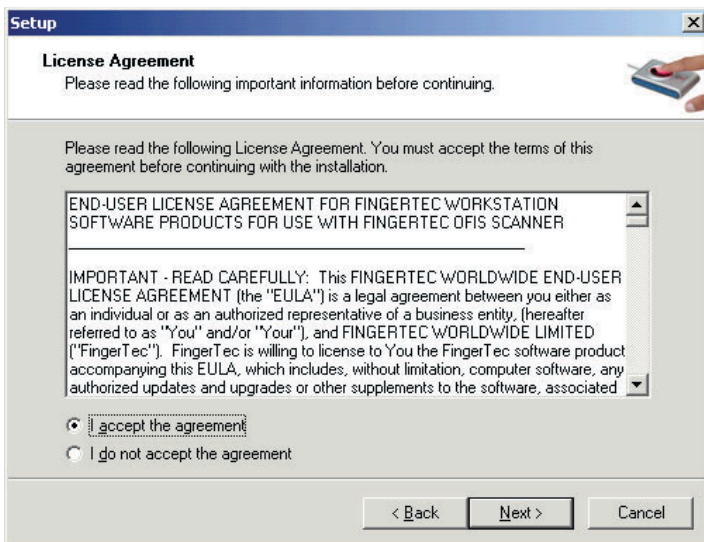 Setup
License Agreement
Please read the following important information before continuing.
Please read the following License Agreement. You must accept the terms of this
agreement before continuing with the installation.
END-USER LICENSE AGREEMENT FOR FINGERTEC WORKSTATION
SOFTWARE PRODUCTS FOR USE WITH FINGERTEC OFIS SCANNER
IMPORTANT - READ CAREFULLY: This FINGERTEC WORLDWIDE END-USER
LICENSE AGREEMENT (the "EULA") is a legal agreement between you either as
an individual or as an authorized representative of a business entity, (hereafter
referred to as "You" and/or "Your"), and FINGERTEC WORLDWIDE LIMITED
("FingerTec"). FingerTec is willing to license to You the FingerTec software product
accompanying this EULA, which includes, without limitation, computer software, any
authorized updates and upgrades or other supplements to the software, associated
I accept the agreement
I do not accept the agreement
< Back Next > Cancel